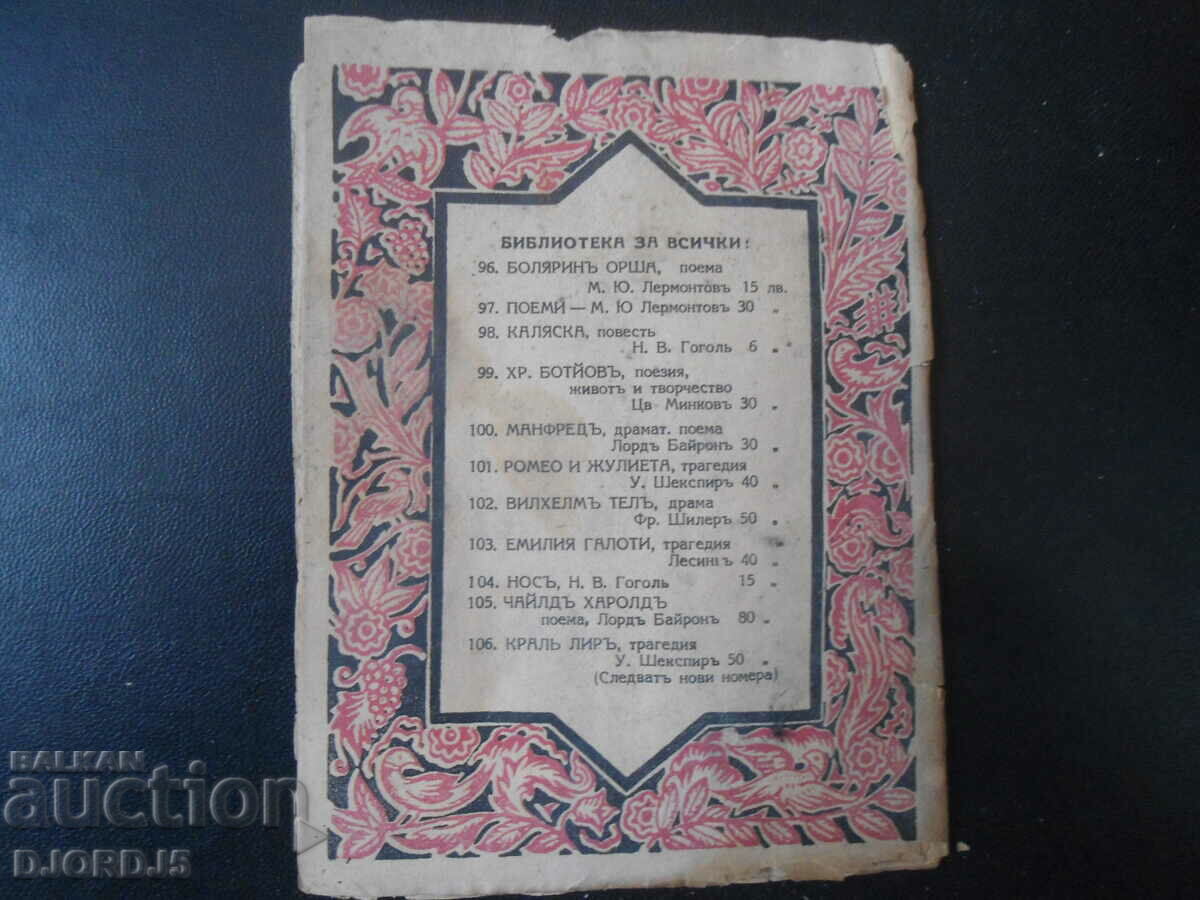 БИБЛИОТЕКА ЗА ВСИЧКИ:
96. БОЛЯРИНЪ ОРША, поема
М. Ю. Лермонтовъ 15 лв.
97. ПОЕМИ — М. Ю Лермонтовъ 30 „
98. КАЛЯСКА, повесть
Н. В. Гоголь 6 „
99. ХР. БОТЙОВЪ, поезия,
животъ и творчество
Цв Минковъ 30 „
100. МАНФРЕДЪ, драмат. поема
Лордъ Байронъ 30 „
101. РОМЕО И ЖУЛИЕТА, трагедия
У. Шекспиръ 40 „
102. ВИЛХЕЛМЪ ТЕЛЪ, драма
Фр. Шилеръ 50 „
103. ЕМИЛИЯ ГАЛОТИ, трагедия
Лесингъ 40 „
104. НОСЪ, Н. В. Гоголь 15 „
105. ЧАЙЛДЪ ХАРОЛДЪ
поема, Лордъ Байронъ 80 „
106. КРАЛЬ ЛИРЪ, трагедия
У. Шекспиръ 50 „
(Следватъ нови номера)
BALKAN
auction
DJORDJ5